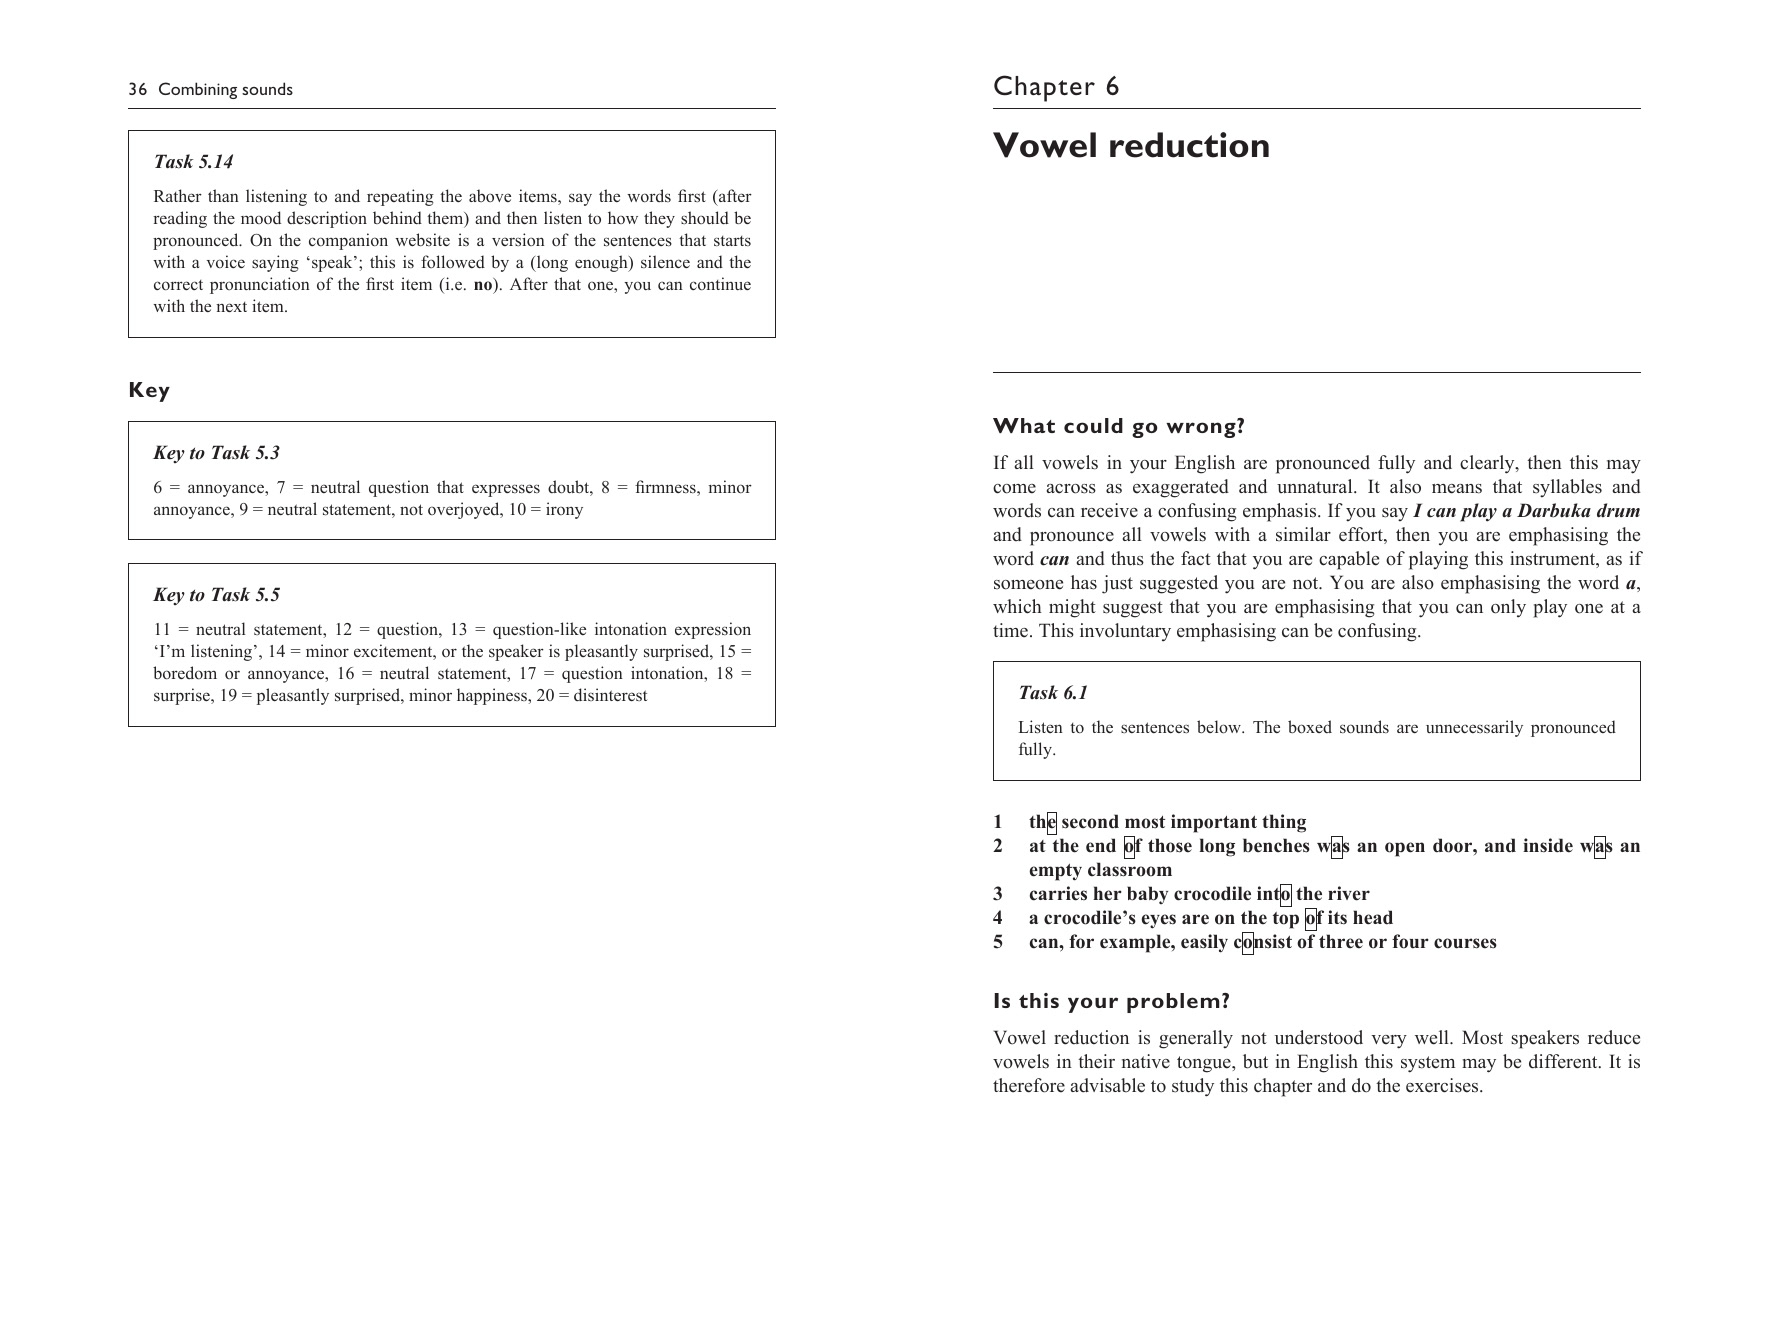 36 Combining sounds
Task 5.14
Rather than listening to and repeating the above items, say the words first (after
reading the mood description behind them) and then listen to how they should be
pronounced. On the companion website is a version of the sentences that starts
with a voice saying ‘speak’; this is followed by a (long enough) silence and the
correct pronunciation of the first item (i.e. no). After that one, you can continue
with the next item.
Key
Key to Task 5.3
6 = annoyance, 7 = neutral question that expresses doubt, 8 = firmness, minor
annoyance, 9 = neutral statement, not overjoyed, 10 = irony
Key to Task 5.5
11 = neutral statement, 12 = question, 13 = question-like intonation expression
‘I’m listening’, 14 = minor excitement, or the speaker is pleasantly surprised, 15 =
boredom or annoyance, 16 = neutral statement, 17 = question intonation, 18 =
surprise, 19 = pleasantly surprised, minor happiness, 20 = disinterest
Chapter 6
Vowel reduction
What could go wrong?
If all vowels in your English are pronounced fully and clearly, then this may
come across as exaggerated and unnatural. It also means that syllables and
words can receive a confusing emphasis. If you say I can play a Darbuka drum
and pronounce all vowels with a similar effort, then you are emphasising the
word can and thus the fact that you are capable of playing this instrument, as if
someone has just suggested you are not. You are also emphasising the word a,
which might suggest that you are emphasising that you can only play one at a
time. This involuntary emphasising can be confusing.
Task 6.1
Listen to the sentences below. The boxed sounds are unnecessarily pronounced
fully.
1 the second most important thing
2 at the end of those long benches was an open door, and inside was an
empty classroom
3 carries her baby crocodile into the river
4 a crocodile’s eyes are on the top of its head
5 can, for example, easily consist of three or four courses
Is this your problem?
Vowel reduction is generally not understood very well. Most speakers reduce
vowels in their native tongue, but in English this system may be different. It is
therefore advisable to study this chapter and do the exercises.